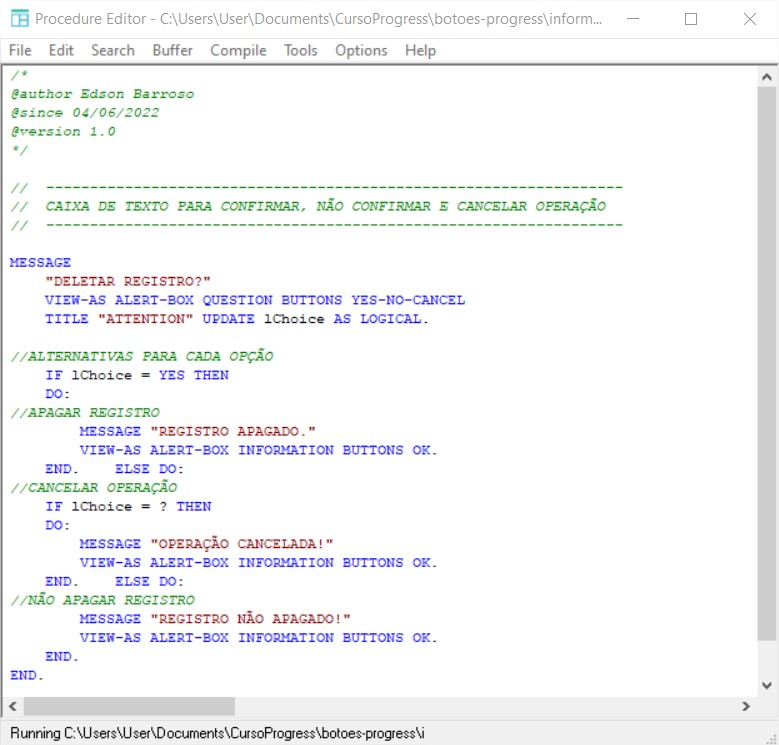 Procedure Editor - C:\Users\User\Documents\CursoProgress\botoes-progress\inform...
File Edit Search Buffer Compile Tools Options Help
/*
@author Edson Barroso
@since 04/06/2022
@version 1.0
*/
//  ------------------------------------------------------------------
//  CAIXA DE TEXTO PARA CONFIRMAR, NÃO CONFIRMAR E CANCELAR OPERAÇÃO
//  ------------------------------------------------------------------
MESSAGE
    "DELETAR REGISTRO?"
    VIEW-AS ALERT-BOX QUESTION BUTTONS YES-NO-CANCEL
    TITLE "ATTENTION" UPDATE lChoice AS LOGICAL.
//ALTERNATIVAS PARA CADA OPÇÃO
    IF lChoice = YES THEN
    DO:
//APAGAR REGISTRO
        MESSAGE "REGISTRO APAGADO."
        VIEW-AS ALERT-BOX INFORMATION BUTTONS OK.
    END.    ELSE DO:
//CANCELAR OPERAÇÃO
    IF lChoice = ? THEN
    DO:
        MESSAGE "OPERAÇÃO CANCELADA!"
        VIEW-AS ALERT-BOX INFORMATION BUTTONS OK.
    END.    ELSE DO:
//NÃO APAGAR REGISTRO
        MESSAGE "REGISTRO NÃO APAGADO!"
        VIEW-AS ALERT-BOX INFORMATION BUTTONS OK.
    END.
END.
Running C:\Users\User\Documents\CursoProgress\botoes-progress\i